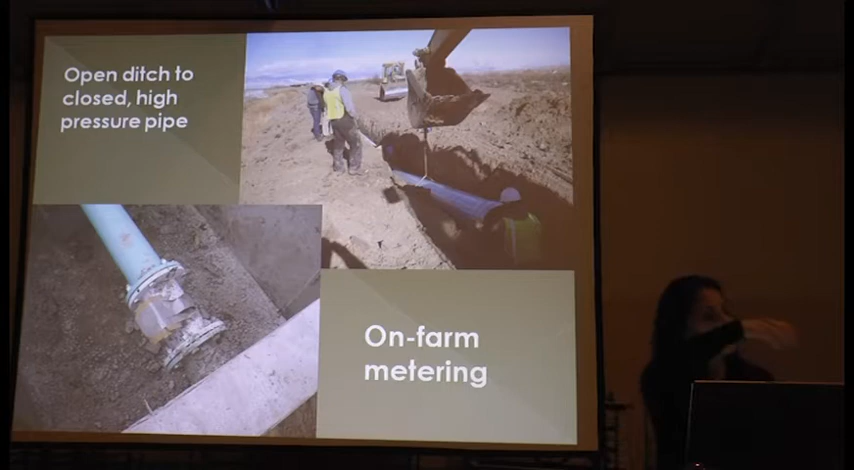 Open ditch to
closed, high
pressure pipe
On-farm
metering